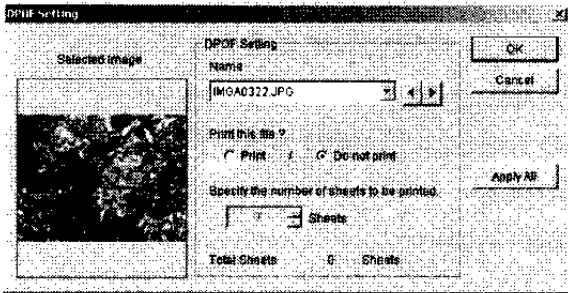 DPOF Setting
Selected Image
DPOF Setting
Name
IMGA0322.JPG
Print this file ?
Print / Do not print
Specify the number of sheets to be printed.
Sheets
Total Sheets 0 Sheets
OK
Cancel
Apply All